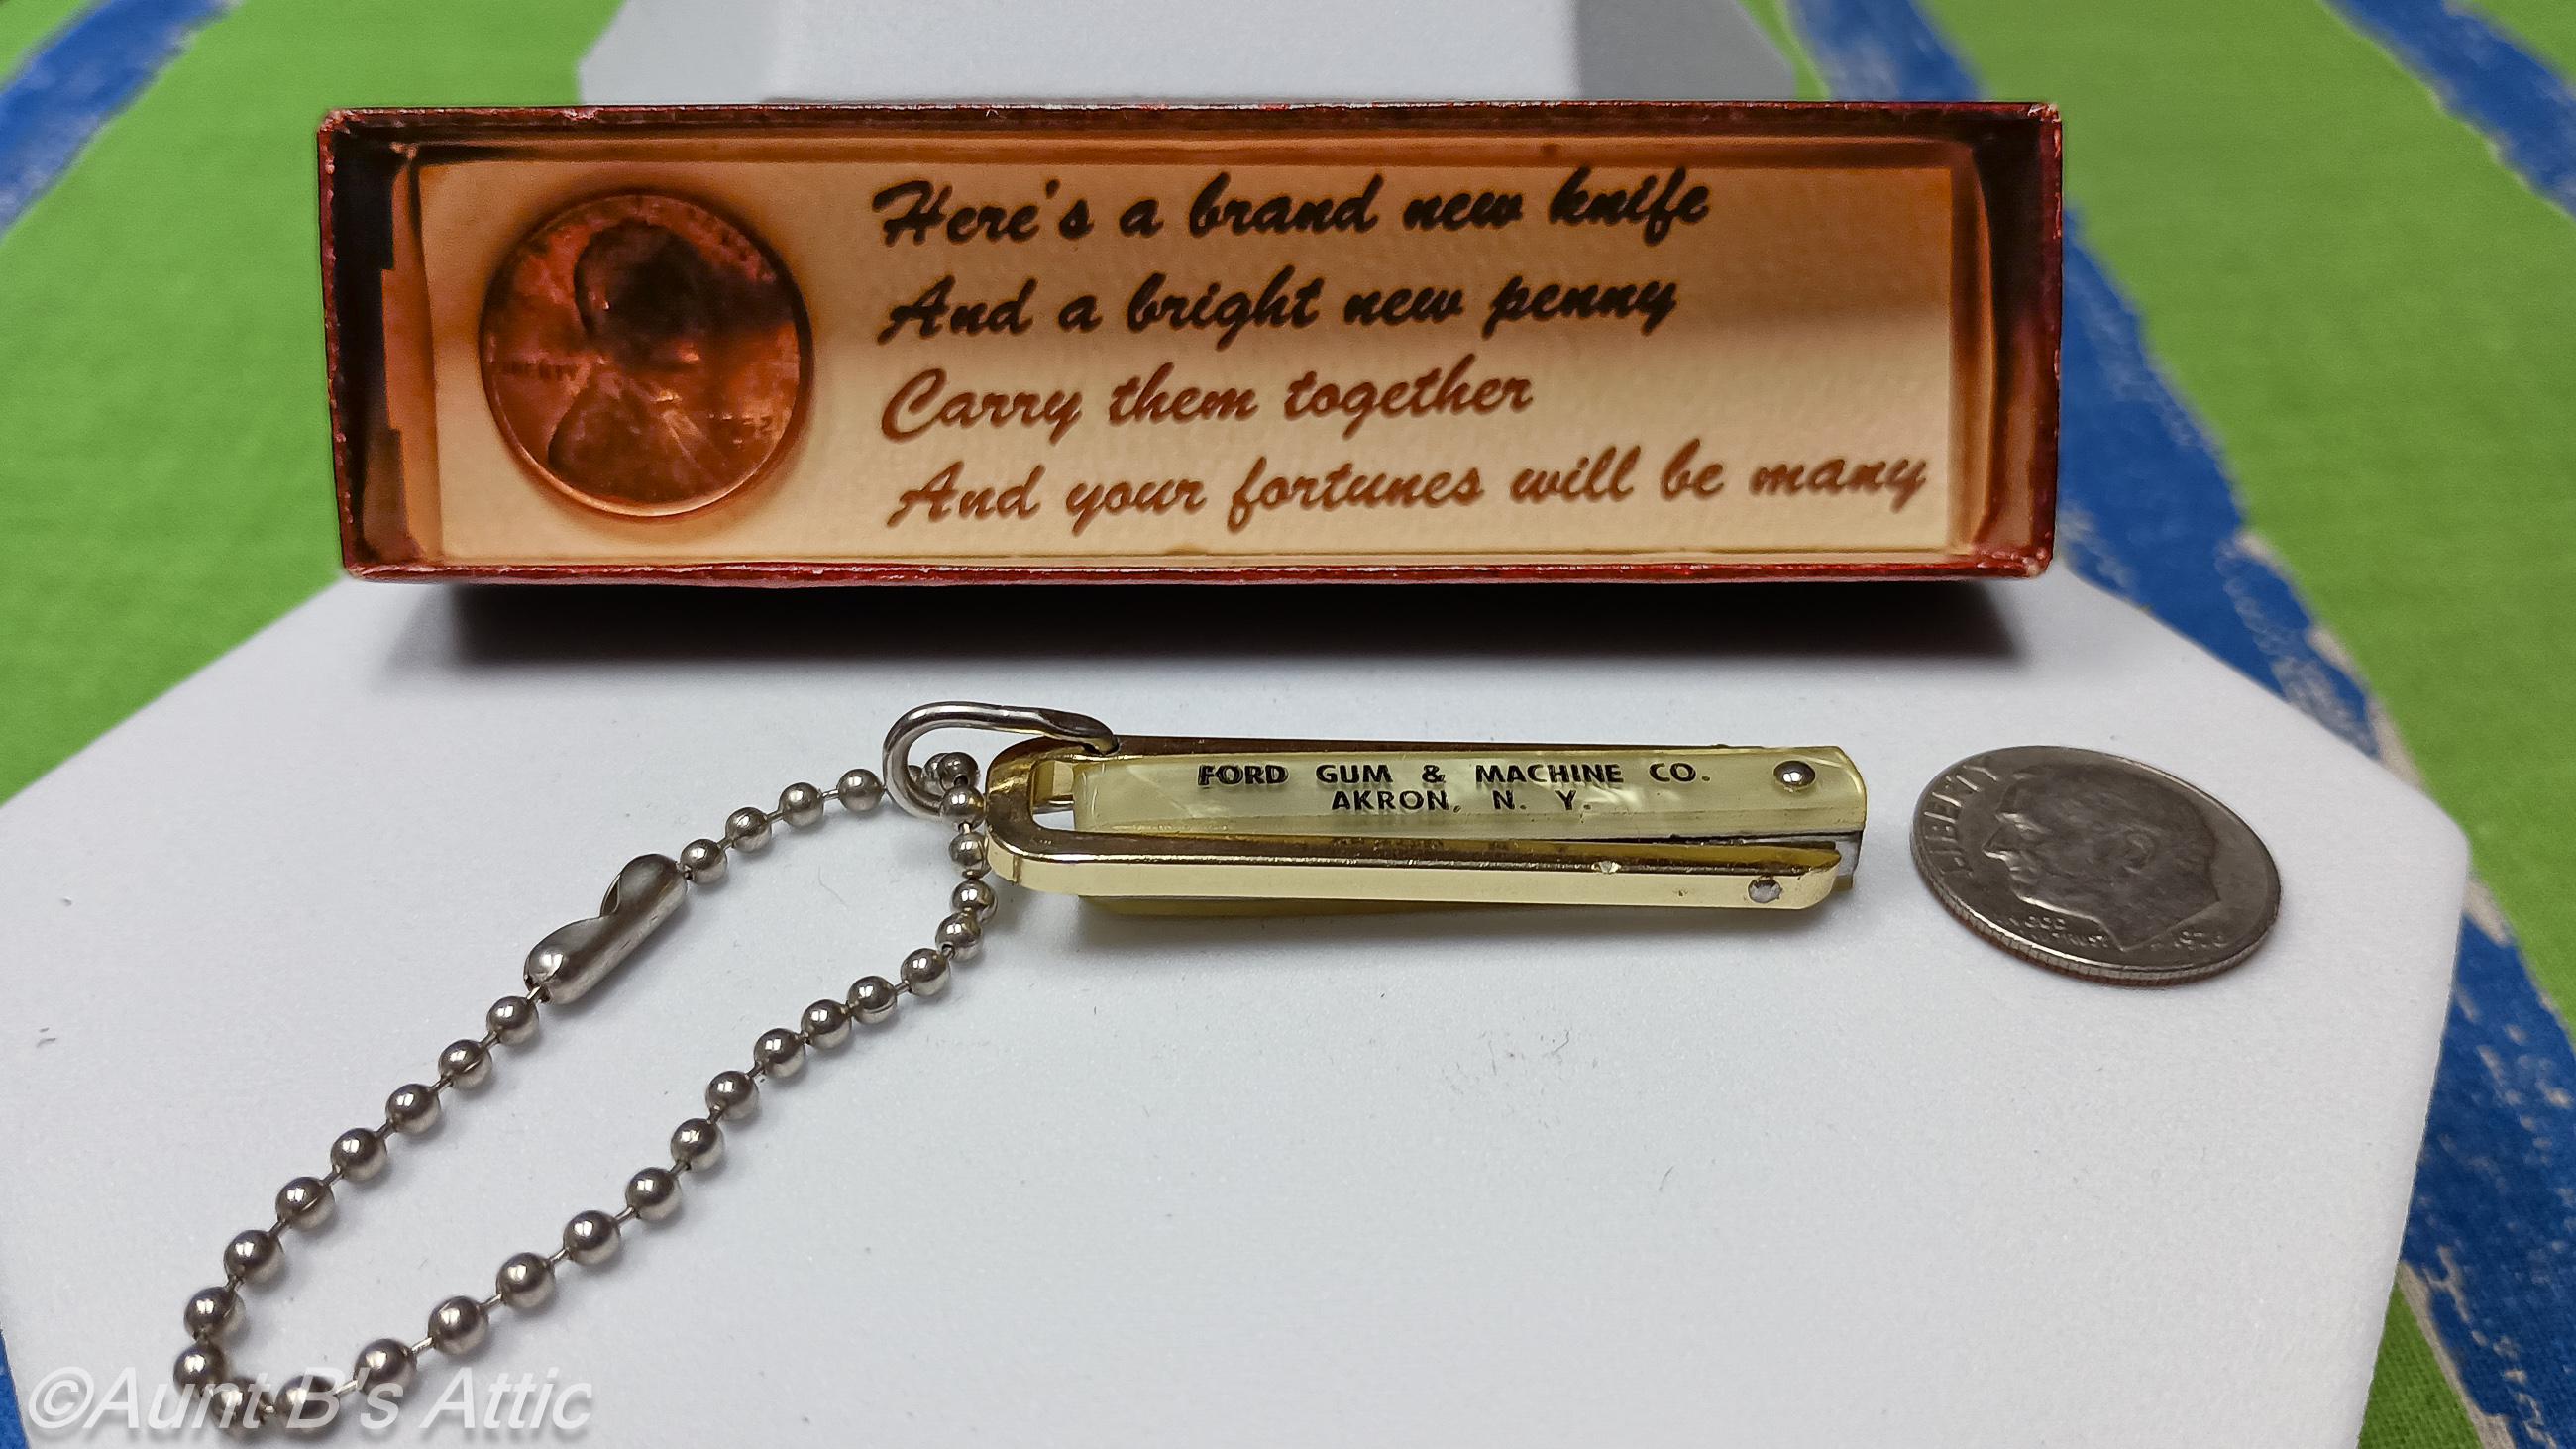 Here's a brand new knife
And a bright new penny
Carry them together
And your fortunes will be many
LIBERTY
FORD GUM & MACHINE CO.
AKRON, N. Y.
LIBERTY
©Aunt B's Attic